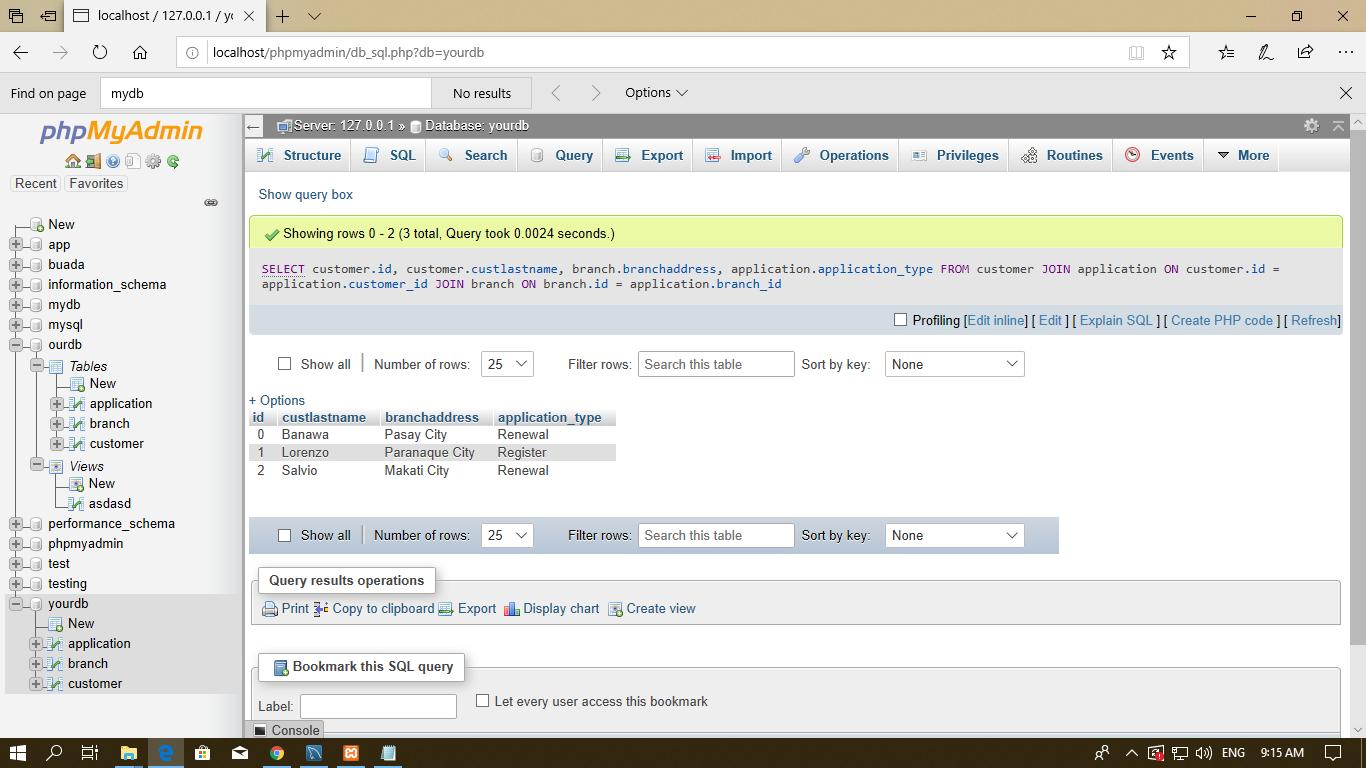 localhost / 127.0.0.1 / yo
localhost/phpmyadmin/db_sql.php?db=yourdb
Find on page
mydb
No results
Options
phpMyAdmin
Recent
Favorites
New
app
buada
information_schema
mydb
mysql
ourdb
Tables
New
application
branch
customer
Views
New
asdasd
performance_schema
phpmyadmin
test
testing
yourdb
New
application
branch
customer
Server: 127.0.0.1 » Database: yourdb
Structure SQL Search Query Export Import Operations Privileges Routines Events More
Show query box
Showing rows 0 - 2 (3 total, Query took 0.0024 seconds.)
SELECT customer.id, customer.custlastname, branch.branchaddress, application.application_type FROM customer JOIN application ON customer.id =
application.customer_id JOIN branch ON branch.id = application.branch_id
Profiling [Edit inline] [ Edit ] [ Explain SQL ] [ Create PHP code ] [ Refresh]
Show all | Number of rows: 25 Filter rows: Search this table Sort by key: None
+ Options
id custlastname branchaddress application_type
0 Banawa Pasay City Renewal
1 Lorenzo Paranaque City Register
2 Salvio Makati City Renewal
Show all | Number of rows: 25 Filter rows: Search this table Sort by key: None
Query results operations
Print Copy to clipboard Export Display chart Create view
Bookmark this SQL query
Label: Let every user access this bookmark
Console
ENG 9:15 AM